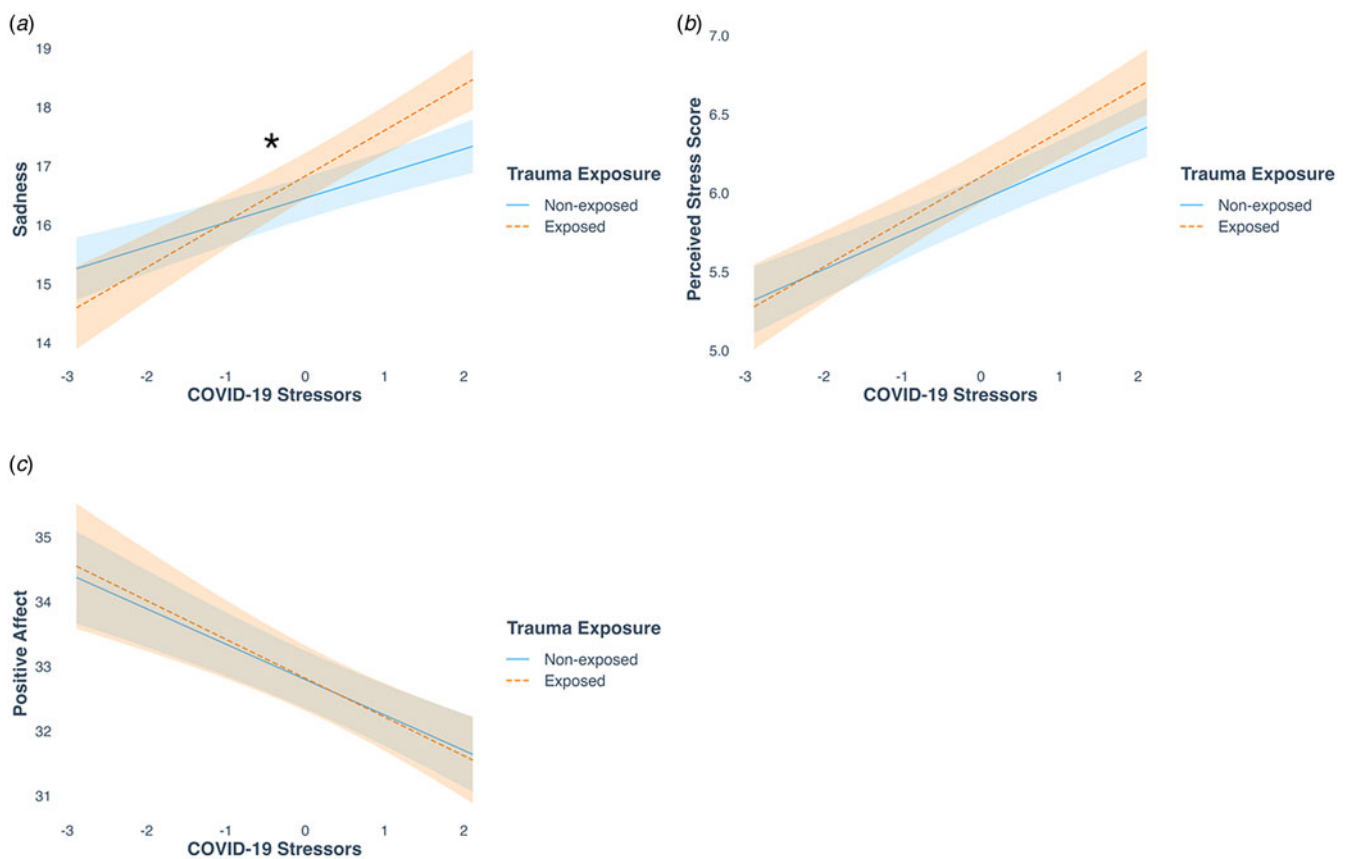 (a)
19
18
17
16
15
14
Sadness
*
-3 -2 -1 0 1 2
COVID-19 Stressors
Trauma Exposure
Non-exposed
Exposed
(b)
7.0
6.5
6.0
5.5
5.0
Perceived Stress Score
-3 -2 -1 0 1 2
COVID-19 Stressors
Trauma Exposure
Non-exposed
Exposed
(c)
35
34
33
32
31
Positive Affect
-3 -2 -1 0 1 2
COVID-19 Stressors
Trauma Exposure
Non-exposed
Exposed